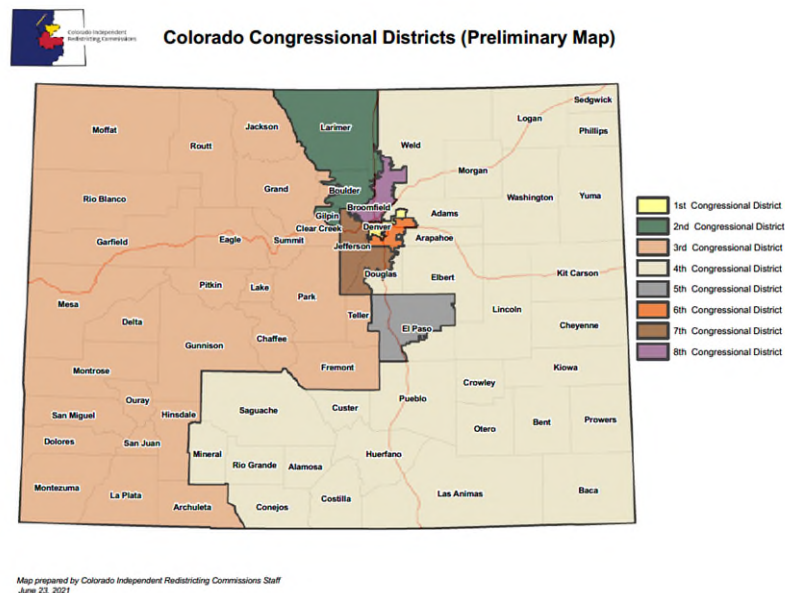 Colorado Independent
Redistricting Commissions
Colorado Congressional Districts (Preliminary Map)
Sedgwick
Logan
Phillips
Jackson
Larimer
Moffat
Routt
Weld
Morgan
Grand
Boulder
Rio Blanco
Washington
Yuma
Broomfield
Gilpin
Adams
Clear Creek
Denver
Garfield
Eagle
Summit
Jefferson
Arapahoe
Douglas
Elbert
Kit Carson
Pitkin
Lake
Park
Mesa
Teller
Lincoln
Delta
El Paso
Cheyenne
Gunnison
Chaffee
Montrose
Fremont
Kiowa
Crowley
Ouray
Pueblo
San Miguel
Hinsdale
Saguache
Custer
Otero
Bent
Prowers
Dolores
San Juan
Mineral
Huerfano
Rio Grande
Alamosa
Montezuma
La Plata
Archuleta
Conejos
Costilla
Las Animas
Baca
1st Congressional District
2nd Congressional District
3rd Congressional District
4th Congressional District
5th Congressional District
6th Congressional District
7th Congressional District
8th Congressional District
Map prepared by Colorado Independent Redistricting Commissions Staff
June 23, 2021